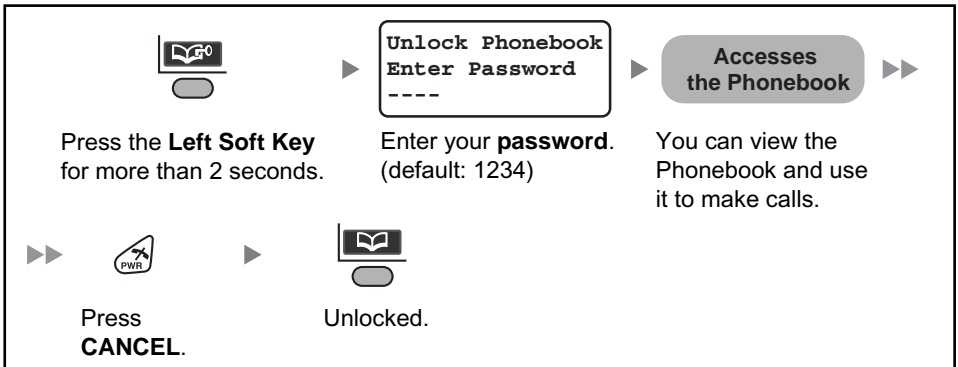 Unlock Phonebook
Enter Password
----
Accesses
the Phonebook
Press the Left Soft Key
for more than 2 seconds.
Enter your password.
(default: 1234)
You can view the
Phonebook and use
it to make calls.
PWR
Press
CANCEL.
Unlocked.